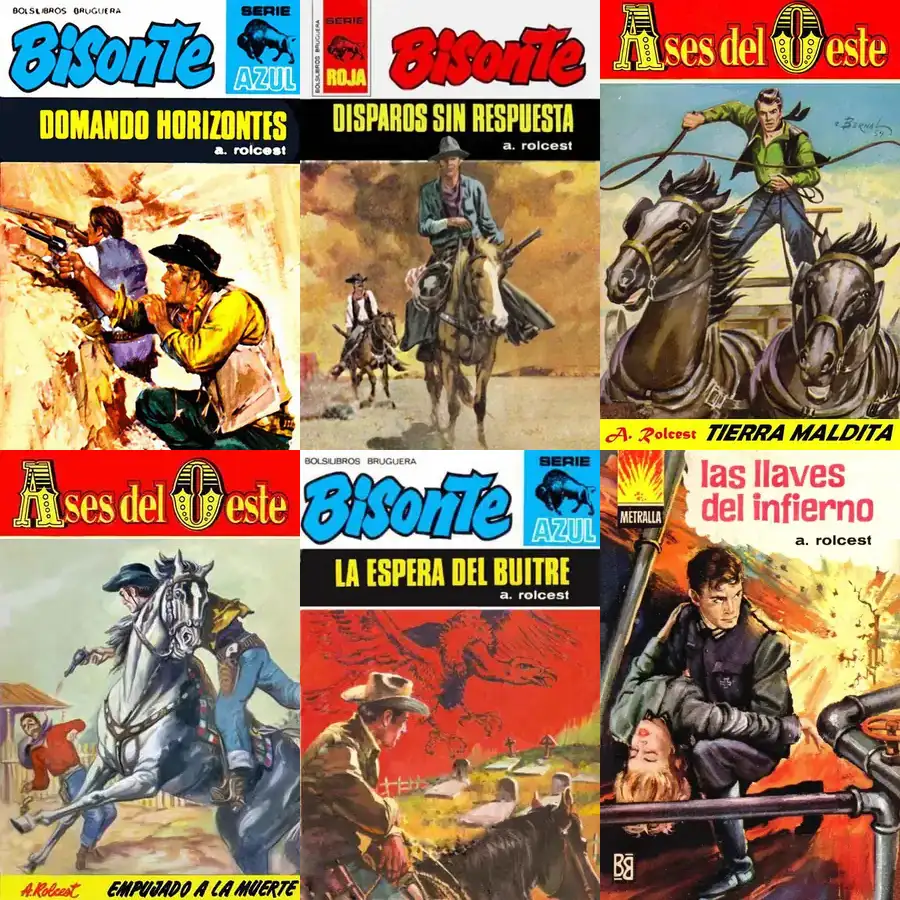 BOLSILIBROS BRUGUERA
Bisonte
SERIE
AZUL
DOMANDO HORIZONTES
a. rolcest
BOLSILIBROS BRUGUERA
SERIE
ROJA
Bisonte
DISPAROS SIN RESPUESTA
a. rolcest
Ases del Oeste
A. Rolcest TIERRA MALDITA
Ases del Oeste
A. Rolcest EMPUJADO A LA MUERTE
BOLSILIBROS BRUGUERA
Bisonte
SERIE
AZUL
LA ESPERA DEL BUITRE
a. rolcest
METRALLA
las llaves
del infierno
a. rolcest